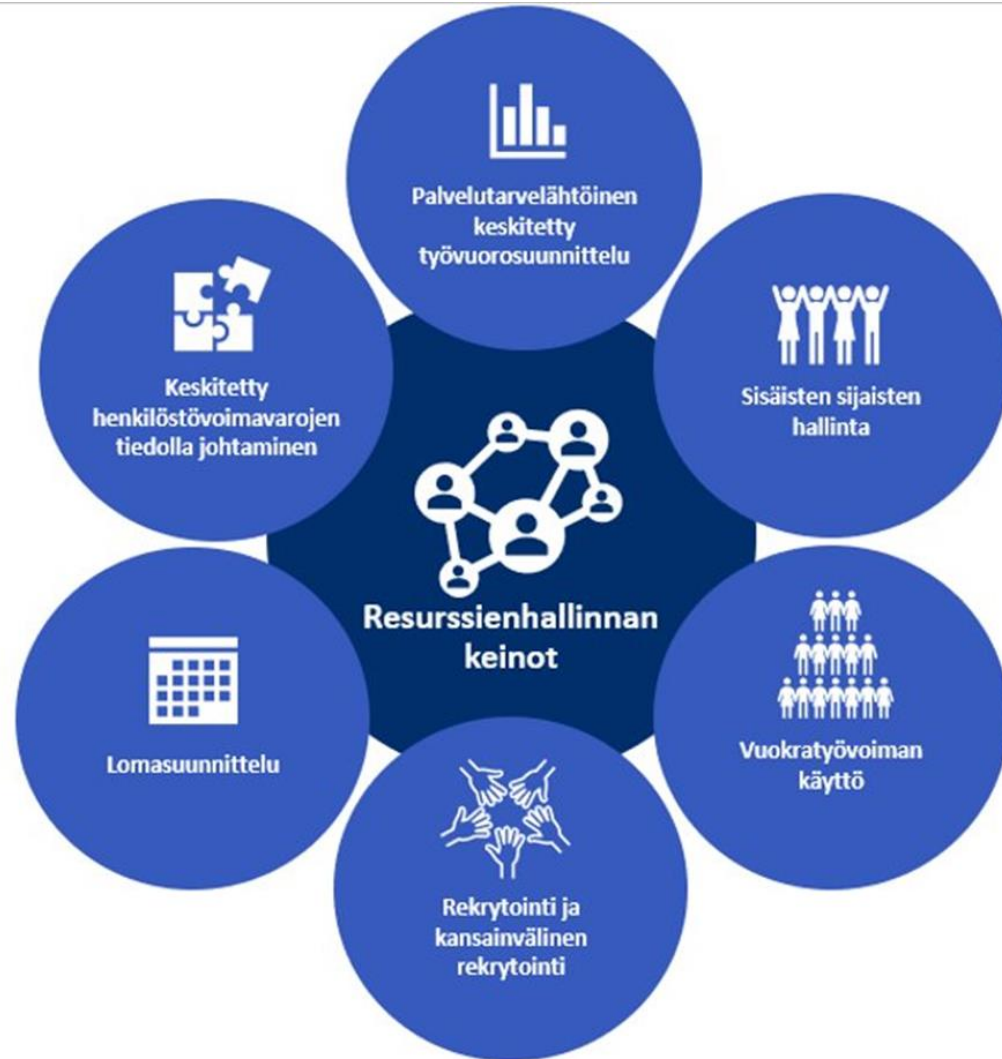 Palvelutarvelähtöinen
keskitetty
työvuorosuunnittelu
Sisäisten sijaisten
hallinta
Vuokratyövoiman
käyttö
Rekrytointi ja
kansainvälinen
rekrytointi
Lomasuunnittelu
Keskitetty
henkilöstövoimavarojen
tiedolla johtaminen
Resurssienhallinnan
keinot